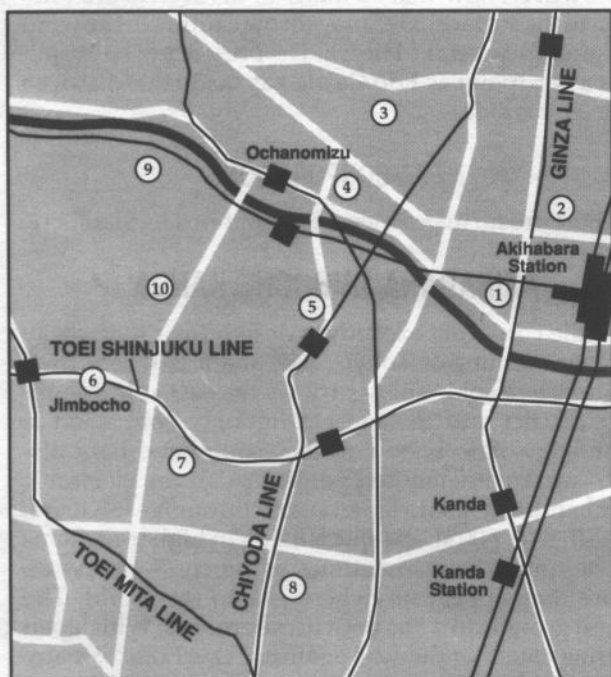 GINZA LINE
3
Ochanomizu
9
4
2
Akihabara
Station
10
1
5
TOEI SHINJUKU LINE
6
Jimbocho
7
CHIYODA LINE
Kanda
TOEI MITA LINE
Kanda
Station
8